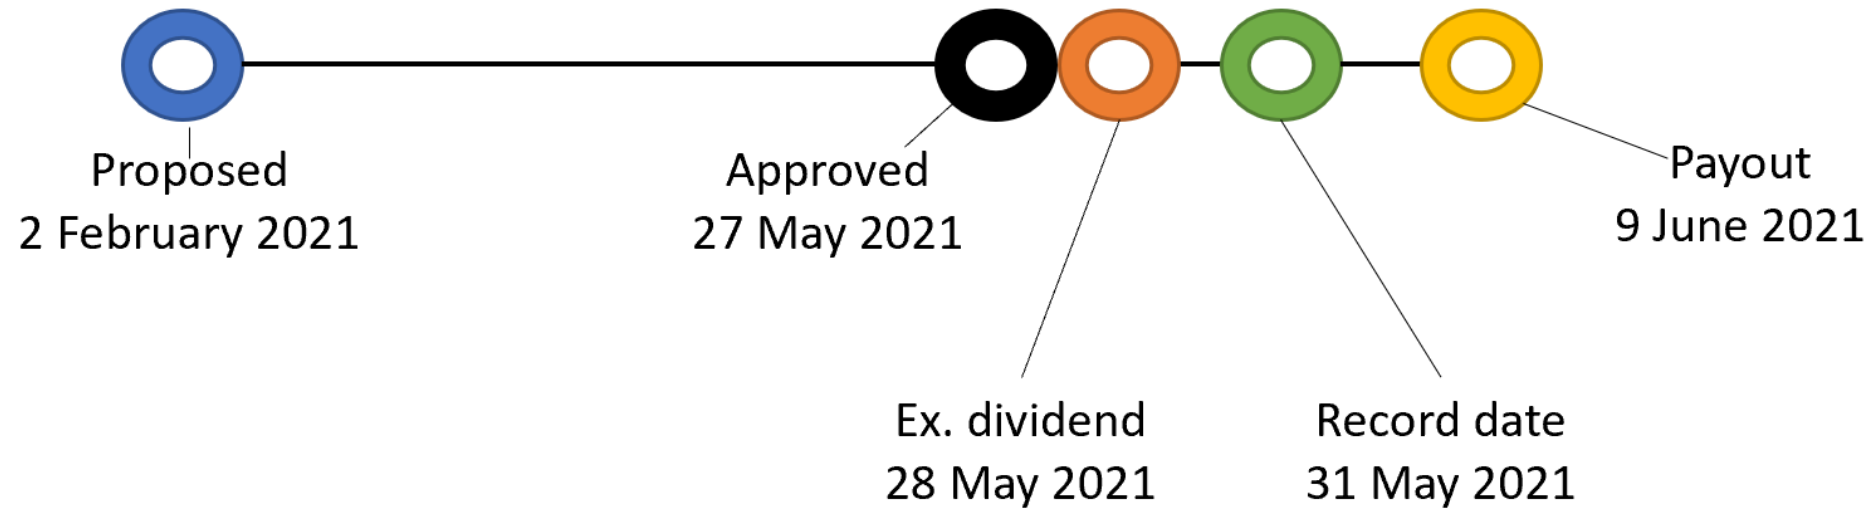 Proposed
2 February 2021
Approved
27 May 2021
Payout
9 June 2021
Ex. dividend
28 May 2021
Record date
31 May 2021